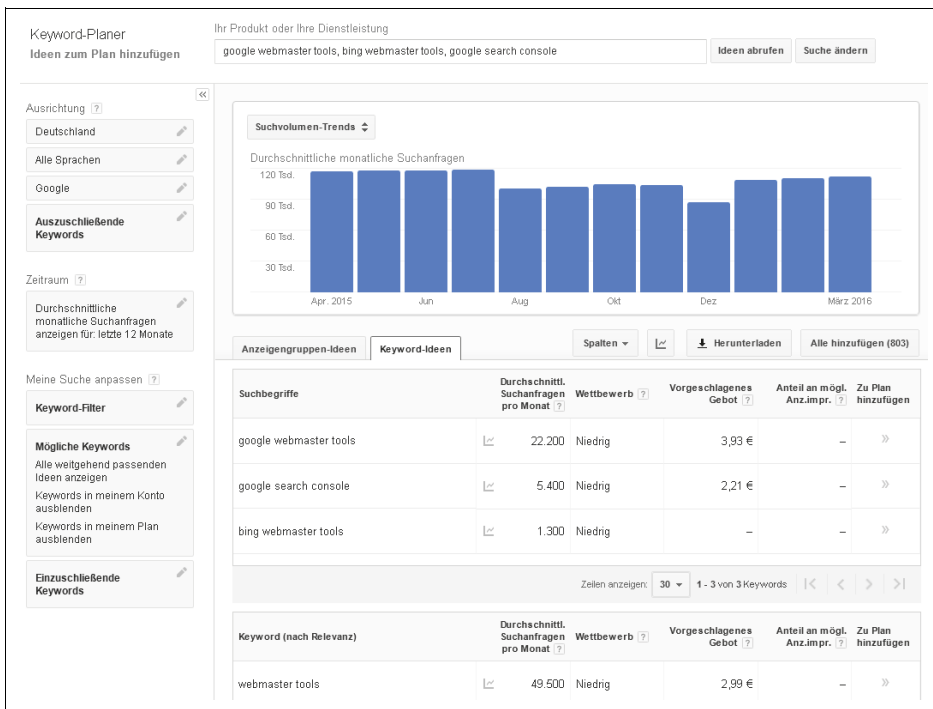 Keyword-Planer
Ideen zum Plan hinzufügen
Ihr Produkt oder Ihre Dienstleistung
google webmaster tools, bing webmaster tools, google search console
Ideen abrufen
Suche ändern
Ausrichtung ?
Deutschland
Alle Sprachen
Google
Auszuschließende
Keywords
Zeitraum ?
Durchschnittliche
monatliche Suchanfragen
anzeigen für: letzte 12 Monate
Meine Suche anpassen ?
Keyword-Filter
Mögliche Keywords
Alle weitgehend passenden
Ideen anzeigen
Keywords in meinem Konto
ausblenden
Keywords in meinem Plan
ausblenden
Einzuschließende
Keywords
Suchvolumen-Trends
Durchschnittliche monatliche Suchanfragen
120 Tsd.
90 Tsd.
60 Tsd.
30 Tsd.
Apr. 2015 Jun Aug Okt Dez März 2016
Anzeigengruppen-Ideen
Keyword-Ideen
Spalten
Herunterladen
Alle hinzufügen (803)
Suchbegriffe
Durchschnittl.
Suchanfragen
pro Monat ?
Wettbewerb ?
Vorgeschlagenes
Gebot ?
Anteil an mögl.
Anz.impr. ?
Zu Plan
hinzufügen
google webmaster tools 22.200 Niedrig 3,93 € – »
google search console 5.400 Niedrig 2,21 € – »
bing webmaster tools 1.300 Niedrig – – »
Zeilen anzeigen: 30 1 - 3 von 3 Keywords
Keyword (nach Relevanz)
Durchschnittl.
Suchanfragen
pro Monat ?
Wettbewerb ?
Vorgeschlagenes
Gebot ?
Anteil an mögl.
Anz.impr. ?
Zu Plan
hinzufügen
webmaster tools 49.500 Niedrig 2,99 € – »